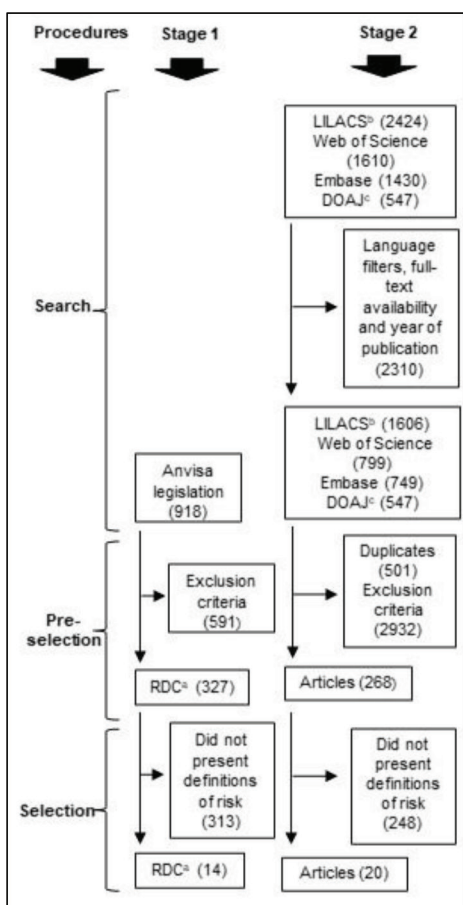 Procedures
Stage 1
Stage 2
LILACSᵇ (2424)
Web of Science
(1610)
Embase (1430)
DOAJᶜ (547)
Language
filters, full-
text
availability
and year of
publication
(2310)
Search
LILACSᵇ (1606)
Web of Science
(799)
Embase (749)
DOAJᶜ (547)
Anvisa
legislation
(918)
Duplicates
(501)
Exclusion
criteria
(2932)
Exclusion
criteria
(591)
Pre-
selection
RDCᵃ (327)
Articles (268)
Did not
present
definitions
of risk
(313)
Did not
present
definitions
of risk
(248)
Selection
RDCᵃ (14)
Articles (20)